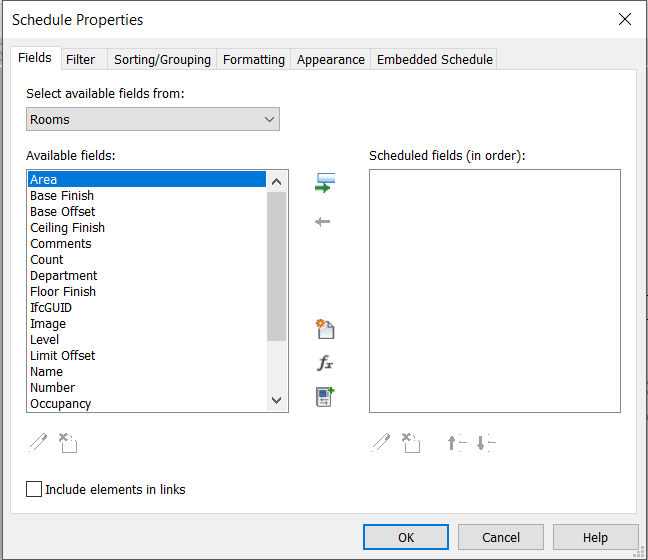 Schedule Properties
Fields Filter Sorting/Grouping Formatting Appearance Embedded Schedule
Select available fields from:
Rooms
Available fields:
Area
Base Finish
Base Offset
Ceiling Finish
Comments
Count
Department
Floor Finish
IfcGUID
Image
Level
Limit Offset
Name
Number
Occupancy
fx
Scheduled fields (in order):
Include elements in links
OK Cancel Help